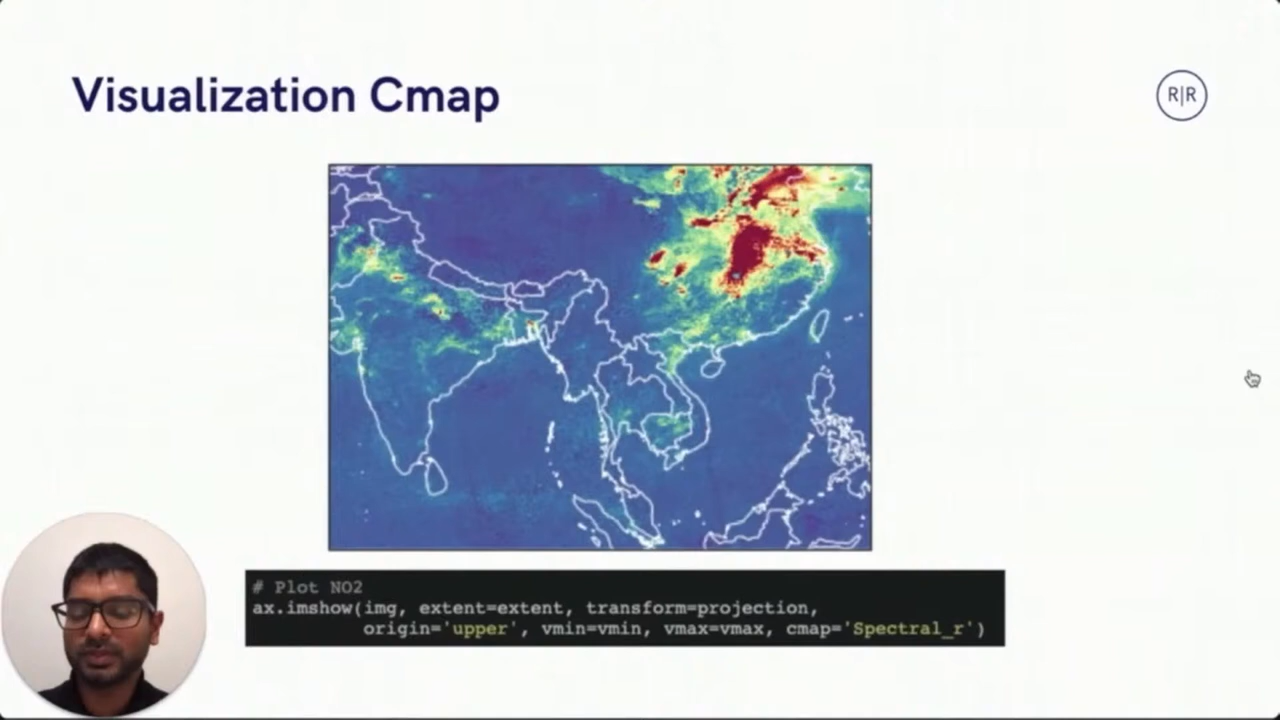 Visualization Cmap
R|R
# Plot NO2
ax.imshow(img, extent=extent, transform=projection,
origin='upper', vmin=vmin, vmax=vmax, cmap='Spectral_r')